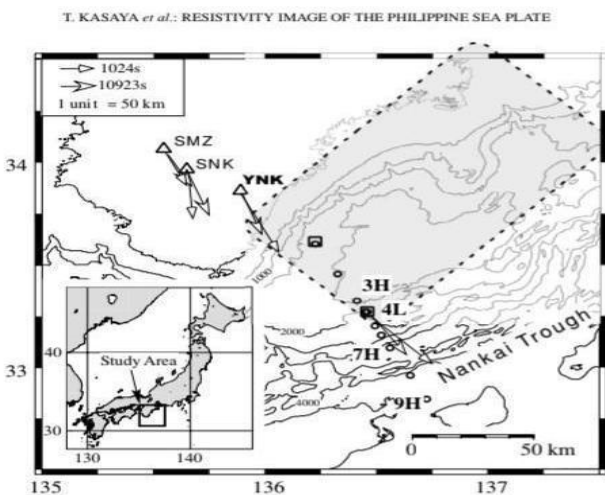 T. KASAYA et al.: RESISTIVITY IMAGE OF THE PHILIPPINE SEA PLATE
1024s
10923s
1 unit = 50 km
SMZ
SNK
YNK
34
1000
3H
4L
2000
7H
Nankai Trough
33
4000
9H
Study Area
40
30
130
140
0
50 km
135
136
137